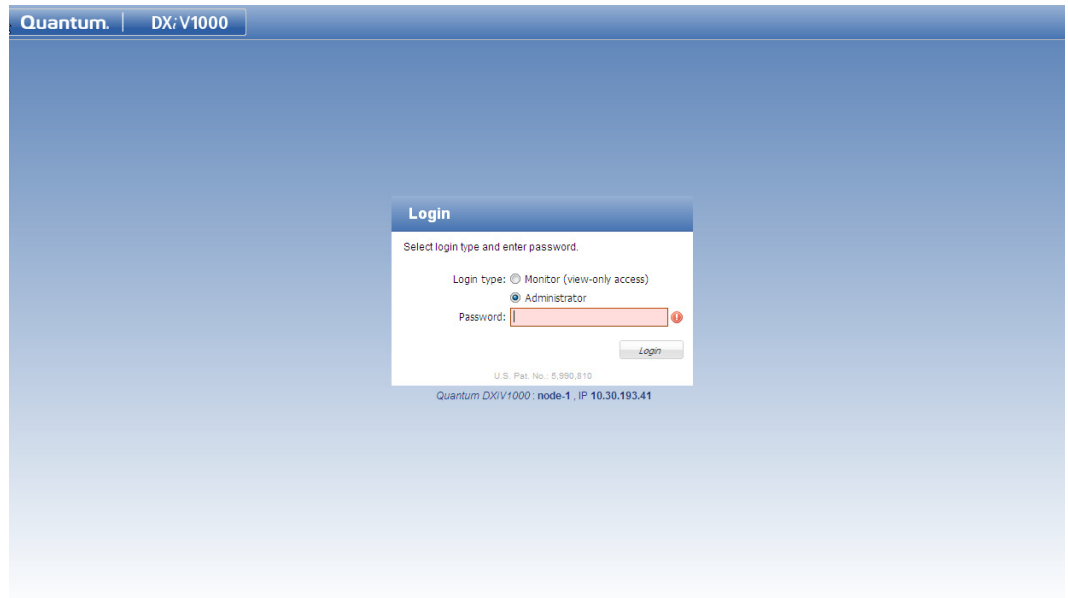 Quantum. | DXi V1000
Login
Select login type and enter password.
Login type: Monitor (view-only access)
Administrator
Password:
Login
U.S. Pat. No.: 5,990,810
Quantum DXiV1000 : node-1 , IP 10.30.193.41